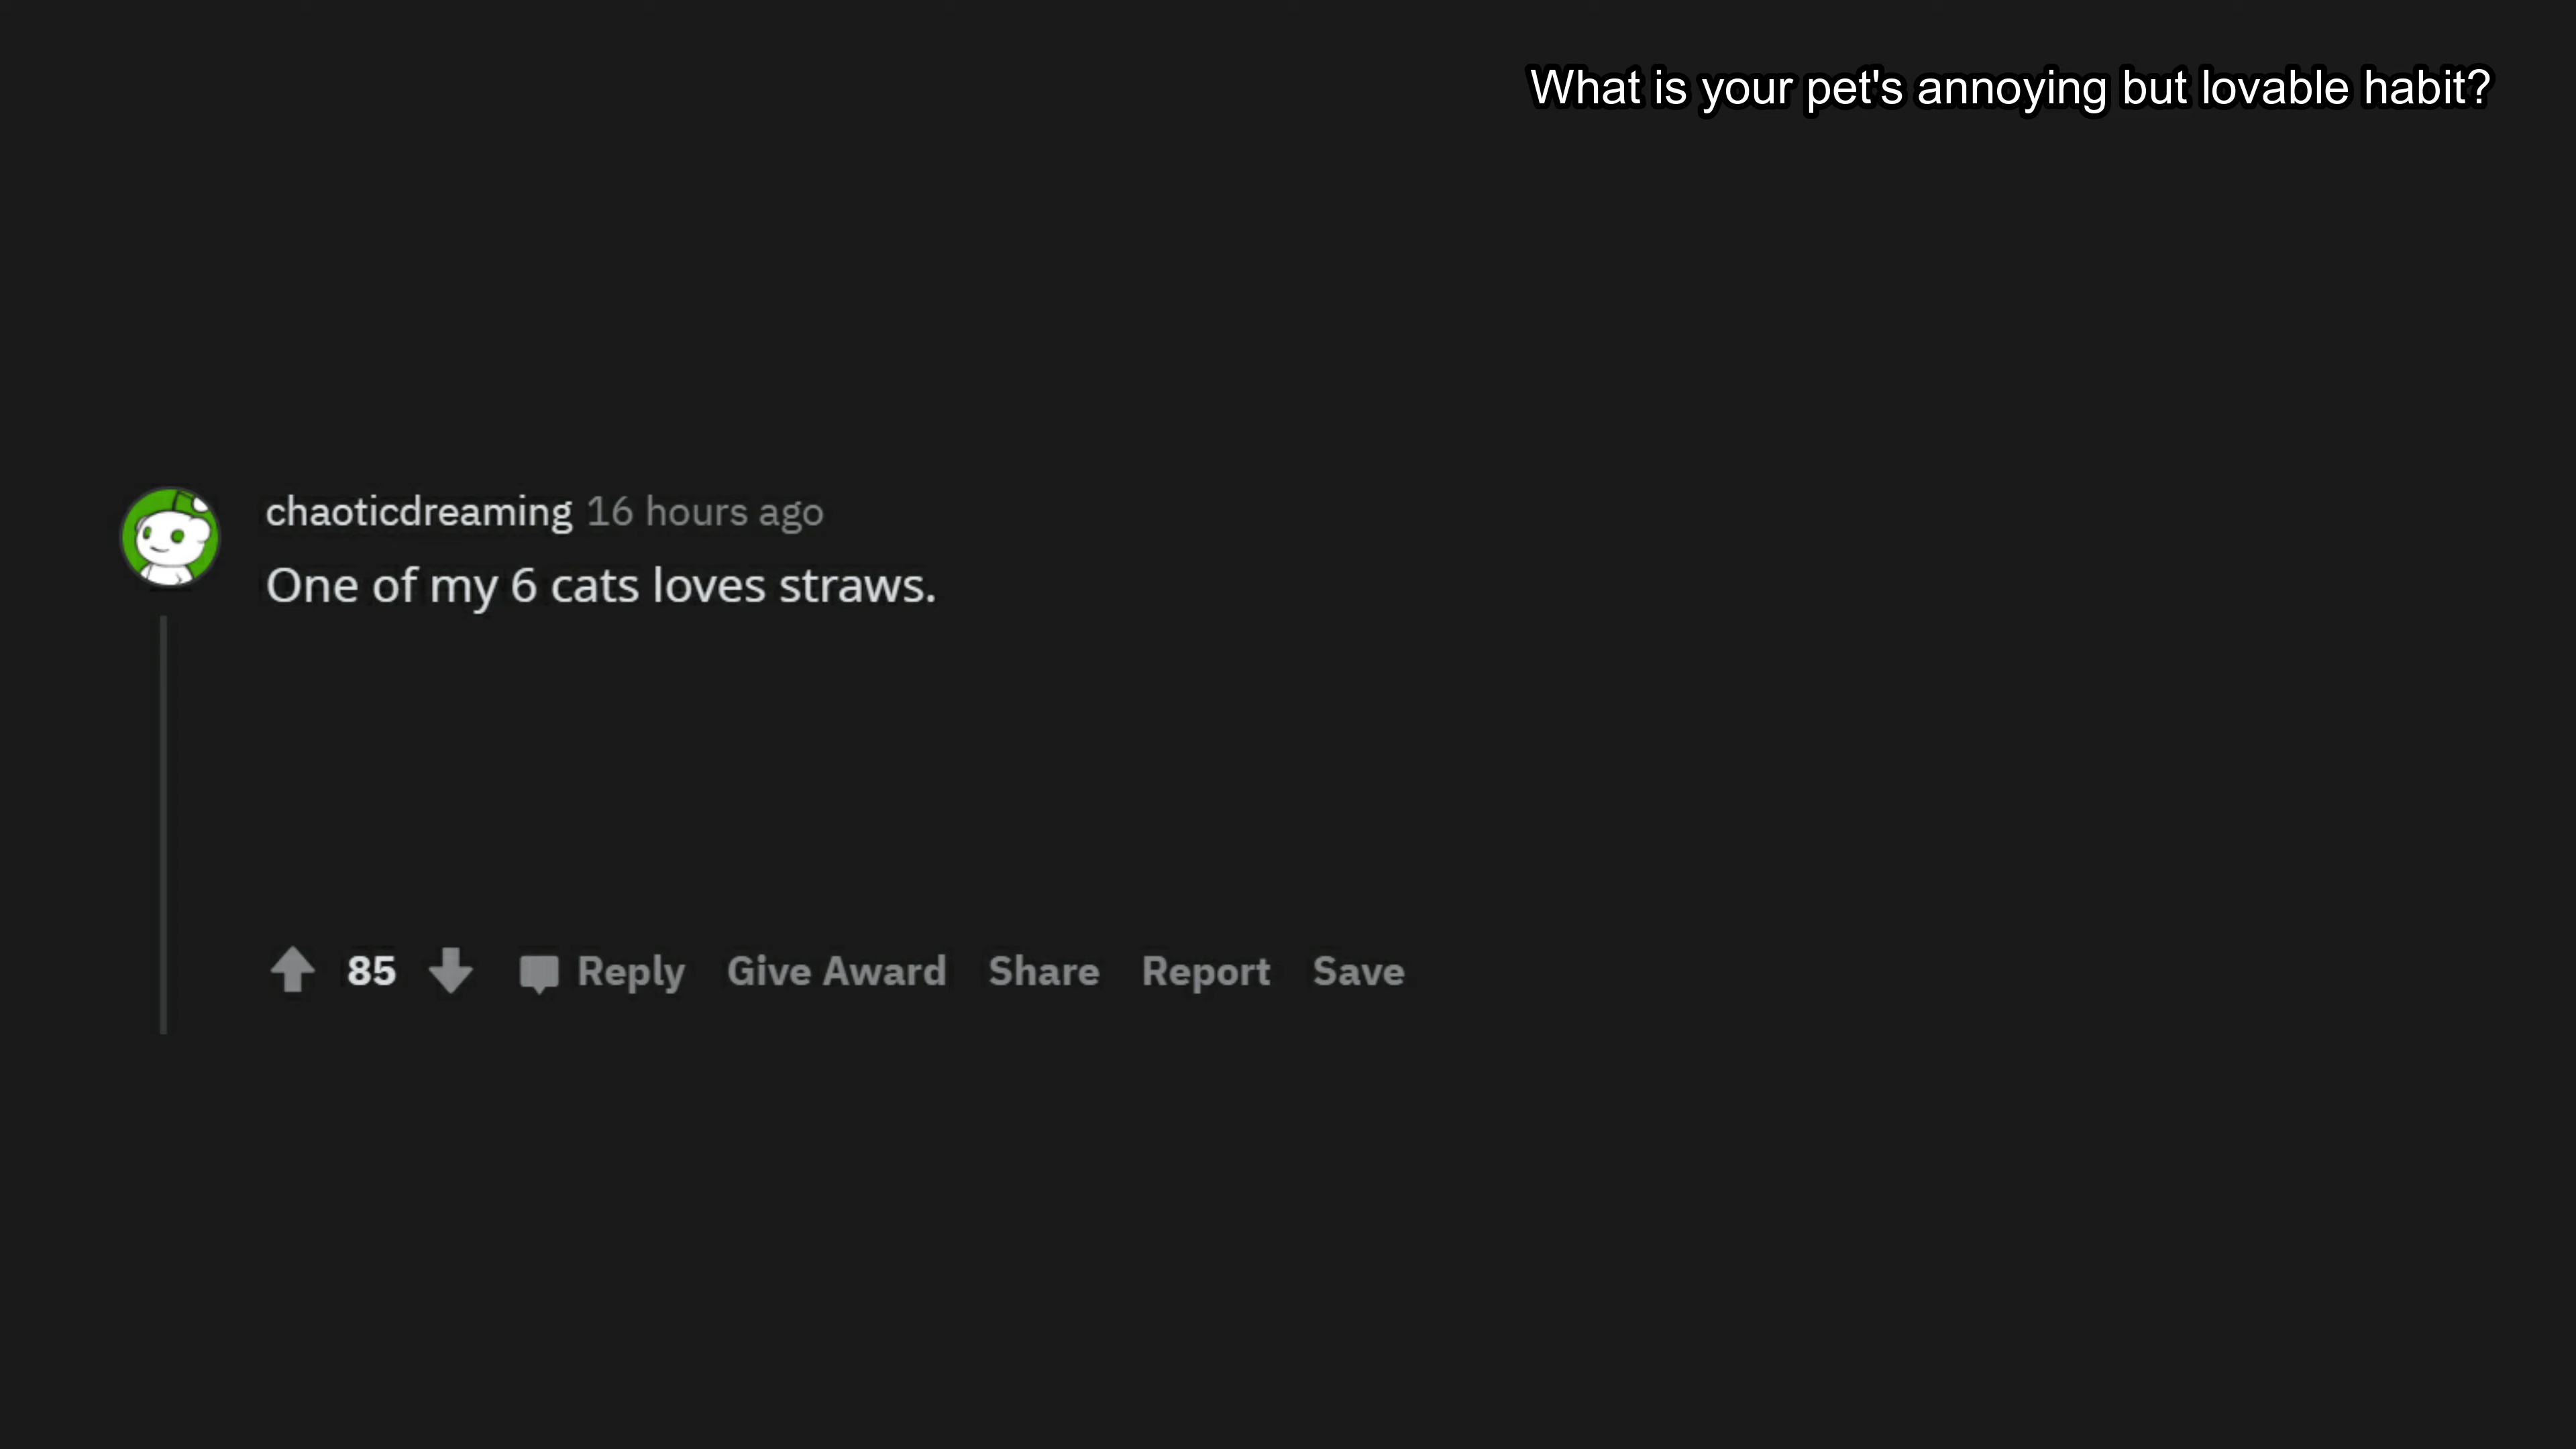 What is your pet's annoying but lovable habit?
chaoticdreaming 16 hours ago
One of my 6 cats loves straws.
85 Reply Give Award Share Report Save